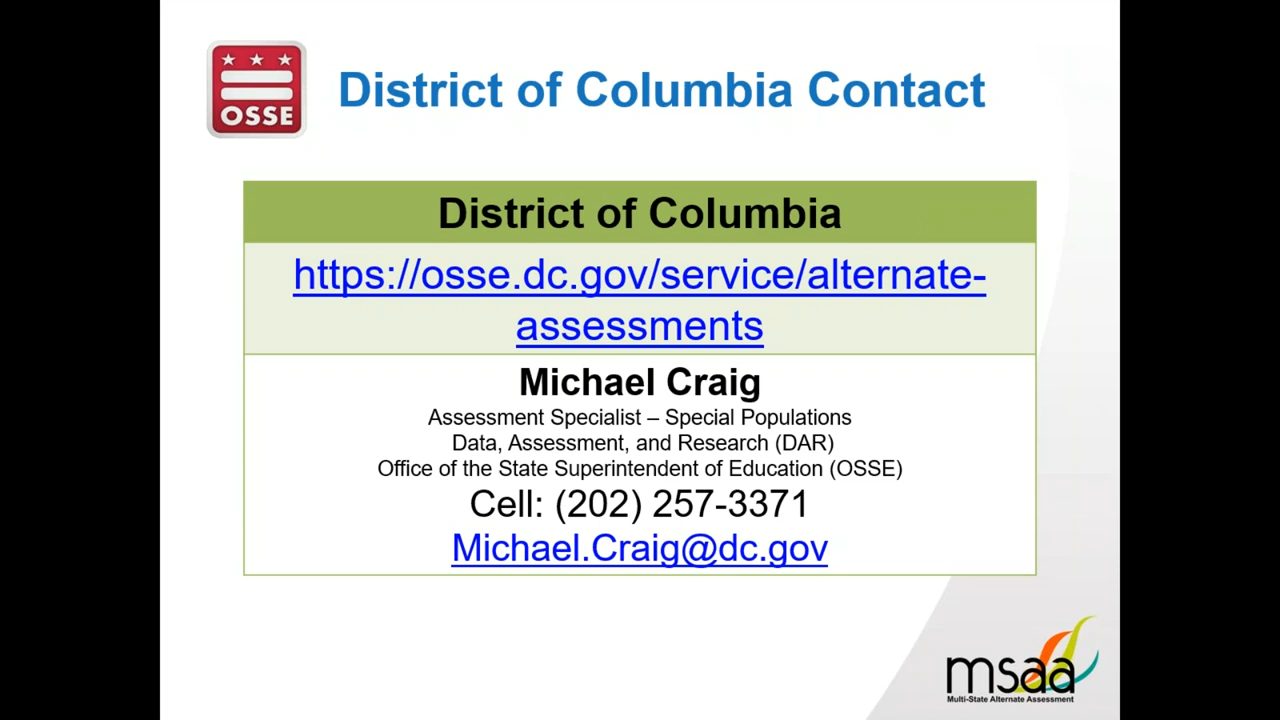 OSSE
District of Columbia Contact
District of Columbia
https://osse.dc.gov/service/alternate-
assessments
Michael Craig
Assessment Specialist – Special Populations
Data, Assessment, and Research (DAR)
Office of the State Superintendent of Education (OSSE)
Cell: (202) 257-3371
Michael.Craig@dc.gov
msaa
Multi-State Alternate Assessment